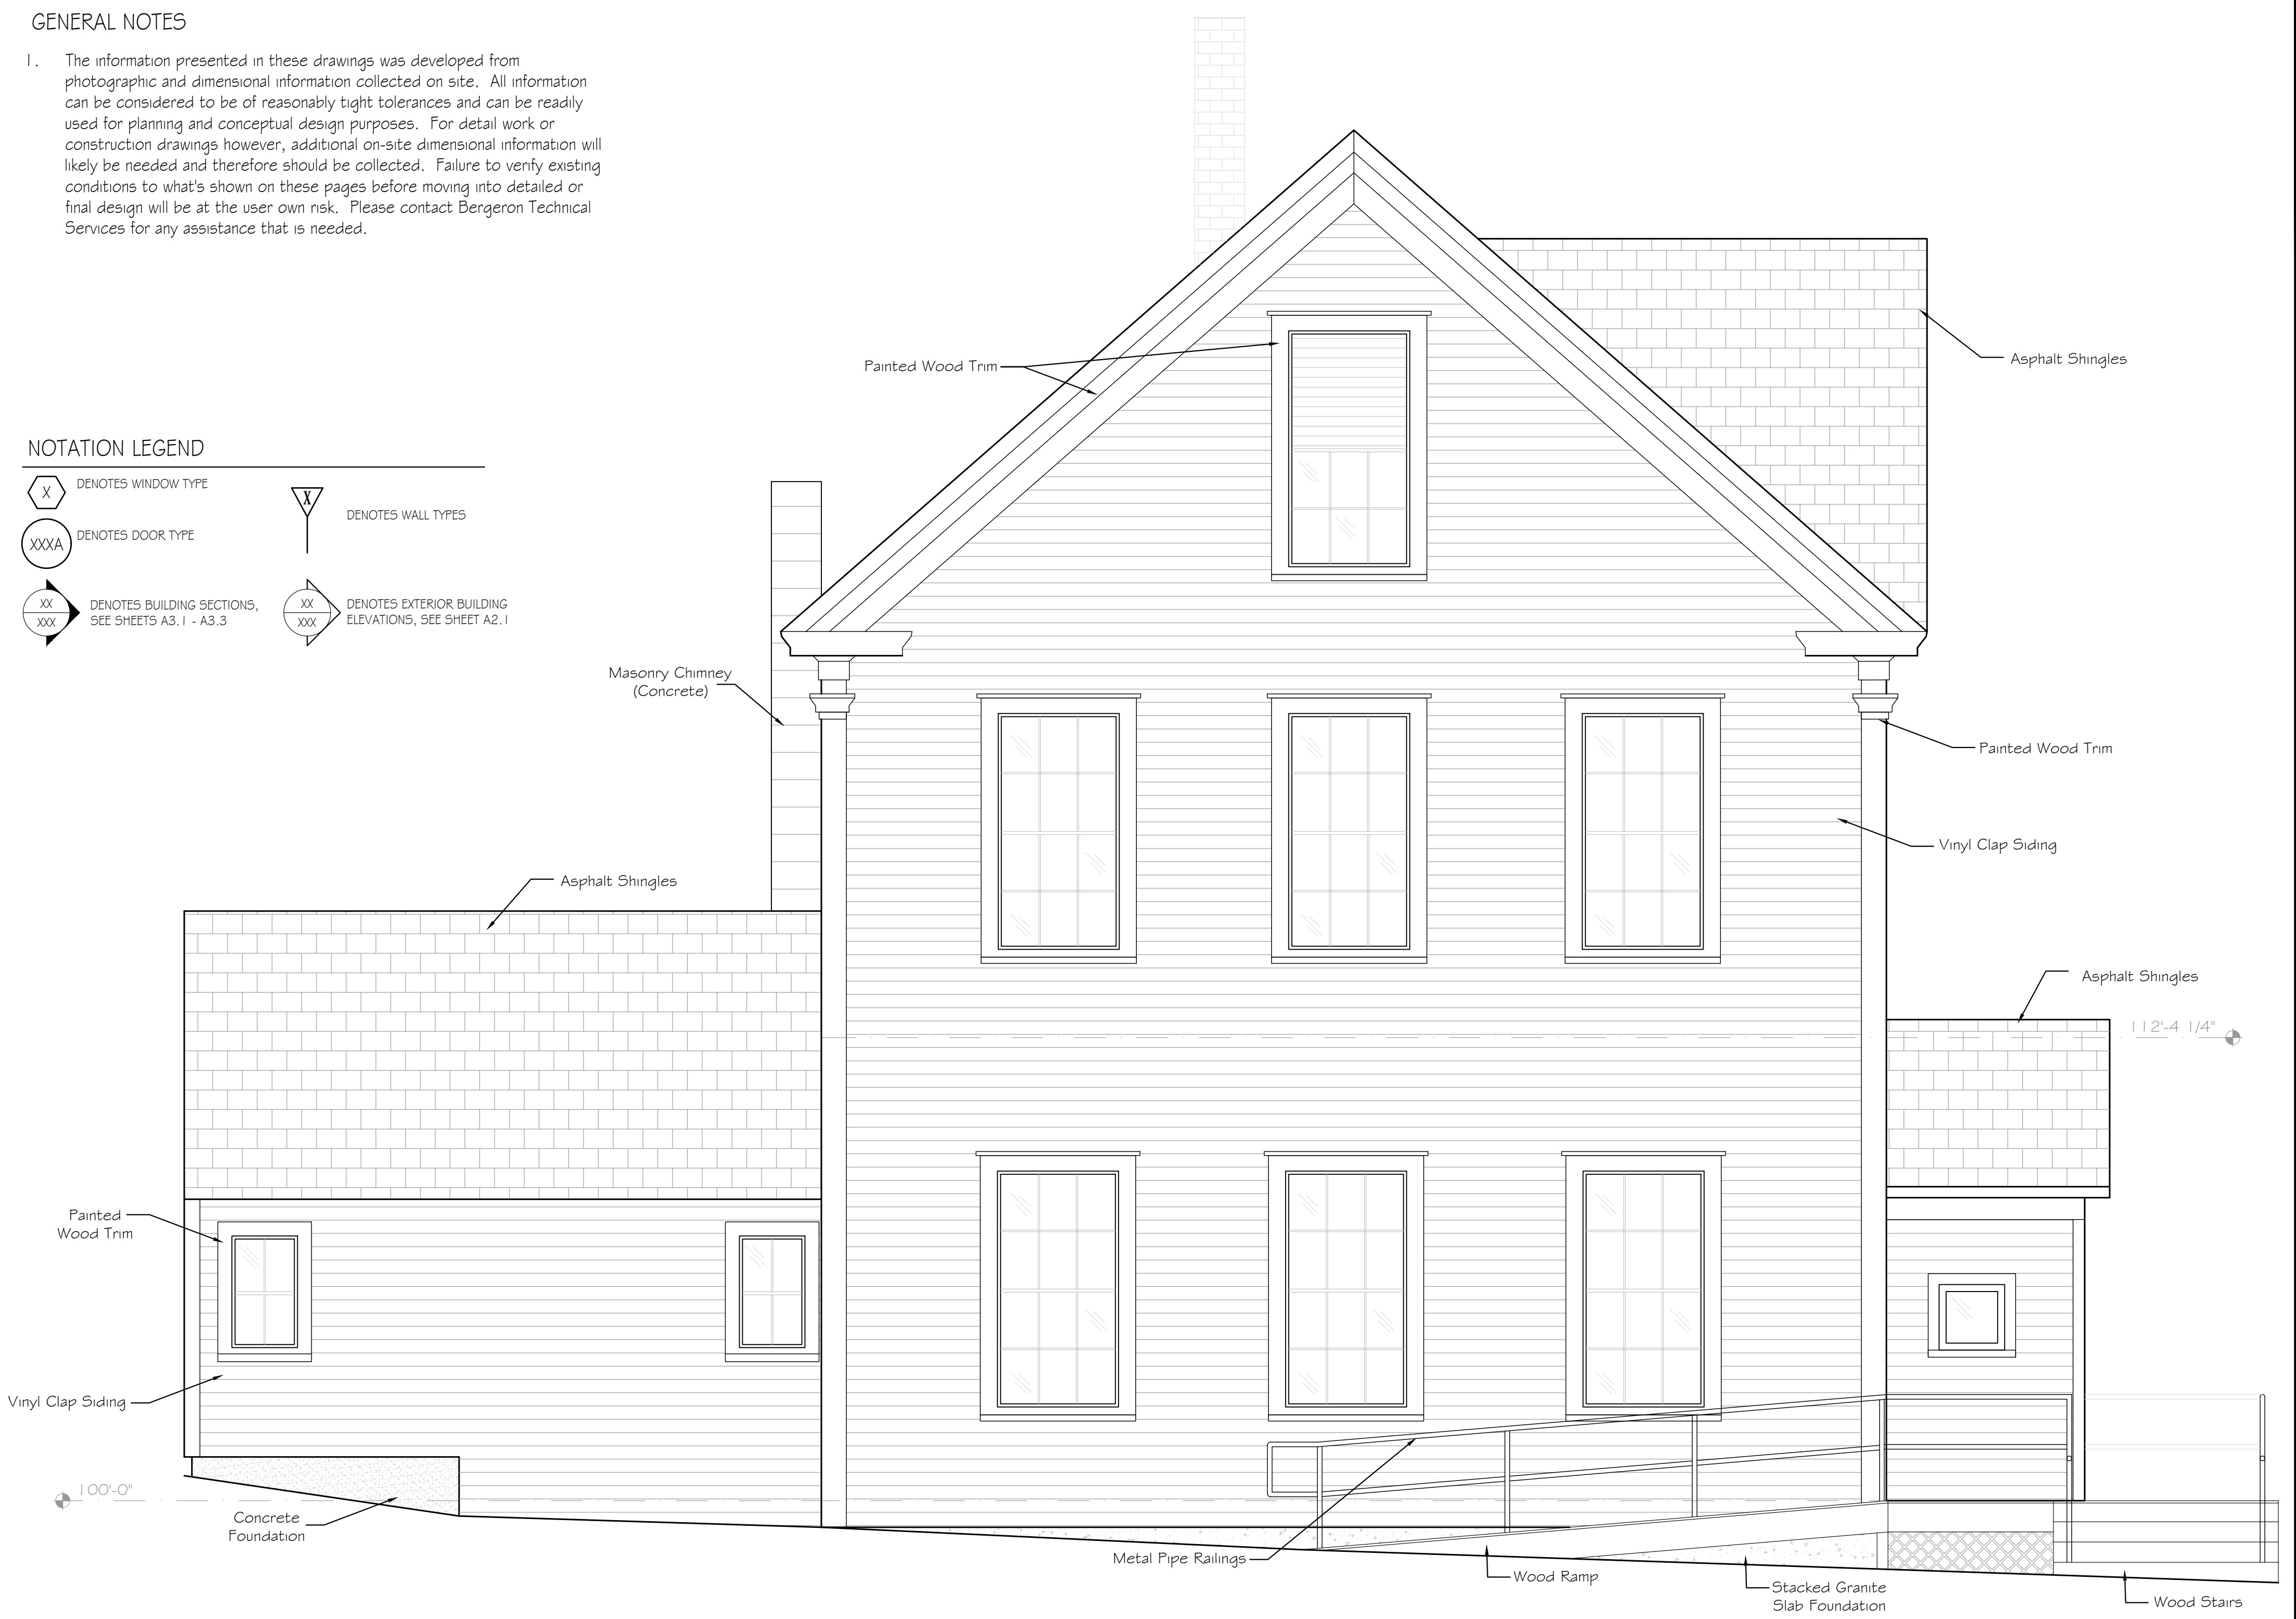 GENERAL NOTES
1. The information presented in these drawings was developed from
photographic and dimensional information collected on site. All information
can be considered to be of reasonably tight tolerances and can be readily
used for planning and conceptual design purposes. For detail work or
construction drawings however, additional on-site dimensional information will
likely be needed and therefore should be collected. Failure to verify existing
conditions to what's shown on these pages before moving into detailed or
final design will be at the user own risk. Please contact Bergeron Technical
Services for any assistance that is needed.
NOTATION LEGEND
X
DENOTES WINDOW TYPE
XXXA
DENOTES DOOR TYPE
XX
XXX
DENOTES BUILDING SECTIONS,
SEE SHEETS A3.1 - A3.3
X
DENOTES WALL TYPES
XX
XXX
DENOTES EXTERIOR BUILDING
ELEVATIONS, SEE SHEET A2.1
Painted Wood Trim
Asphalt Shingles
Masonry Chimney
(Concrete)
Painted Wood Trim
Vinyl Clap Siding
Asphalt Shingles
Asphalt Shingles
112'-4 1/4"
Painted
Wood Trim
Vinyl Clap Siding
100'-0"
Concrete
Foundation
Metal Pipe Railings
Wood Ramp
Stacked Granite
Slab Foundation
Wood Stairs